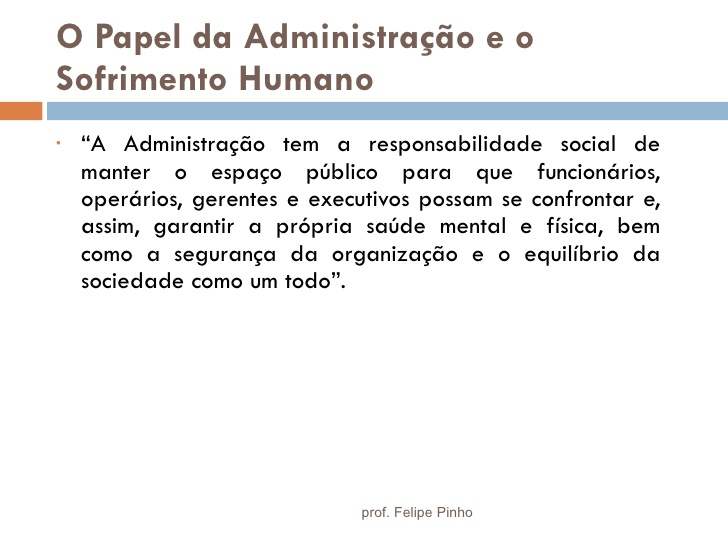 O Papel da Administração e o
Sofrimento Humano
• “A Administração tem a responsabilidade social de
manter o espaço público para que funcionários,
operários, gerentes e executivos possam se confrontar e,
assim, garantir a própria saúde mental e física, bem
como a segurança da organização e o equilíbrio da
sociedade como um todo”.
prof. Felipe Pinho